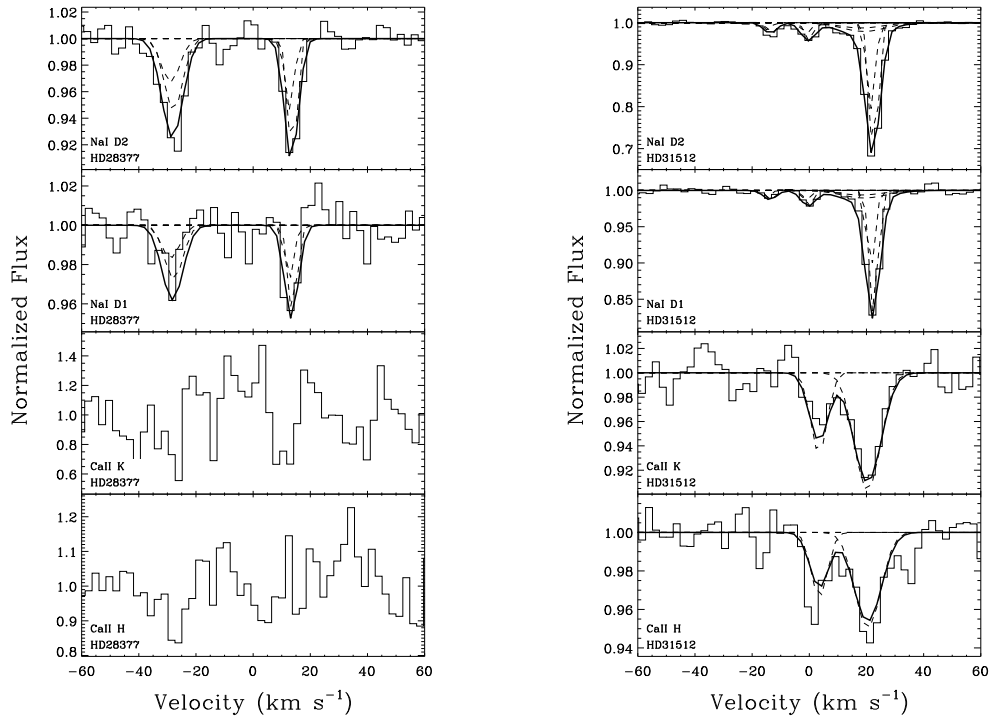 Normalized Flux
1.02
1.00
0.98
0.96
0.94
0.92
NaI D2
HD28377
1.02
1.00
0.98
0.96
NaI D1
HD28377
1.4
1.2
1.0
0.8
0.6
CaII K
HD28377
1.2
1.1
1.0
0.9
0.8
CaII H
HD28377
−60 −40 −20 0 20 40 60
Velocity (km s⁻¹)
Normalized Flux
1.0
0.9
0.8
0.7
NaI D2
HD31512
1.00
0.95
0.90
0.85
NaI D1
HD31512
1.02
1.00
0.98
0.96
0.94
0.92
CaII K
HD31512
1.00
0.98
0.96
0.94
CaII H
HD31512
−60 −40 −20 0 20 40 60
Velocity (km s⁻¹)